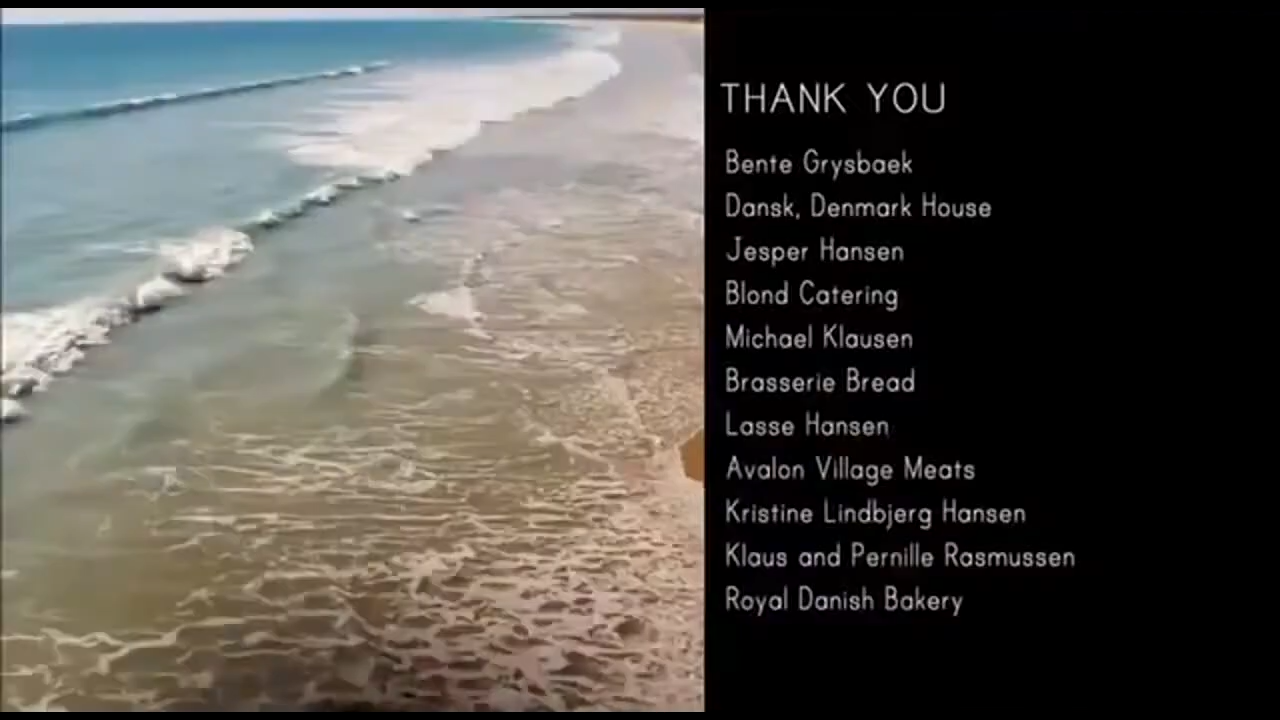 THANK YOU
Bente Grysbaek
Dansk, Denmark House
Jesper Hansen
Blond Catering
Michael Klausen
Brasserie Bread
Lasse Hansen
Avalon Village Meats
Kristine Lindbjerg Hansen
Klaus and Pernille Rasmussen
Royal Danish Bakery